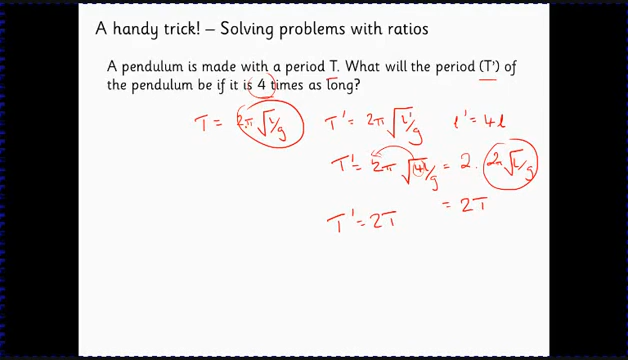 A handy trick! – Solving problems with ratios
A pendulum is made with a period T. What will the period (T') of
the pendulum be if it is 4 times as long?
T = 2π √l/g T' = 2π √l'/g l' = 4l
T' = 2π √4l/g = 2 . 2π √l/g
= 2T
T' = 2T